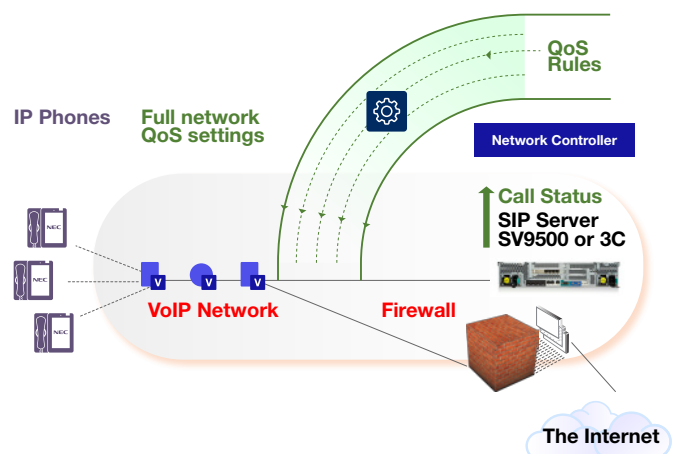 QoS
Rules
IP Phones
Full network
QoS settings
Network Controller
Call Status
SIP Server
SV9500 or 3C
NEC
NEC
NEC
V
V
V
VoIP Network
Firewall
The Internet